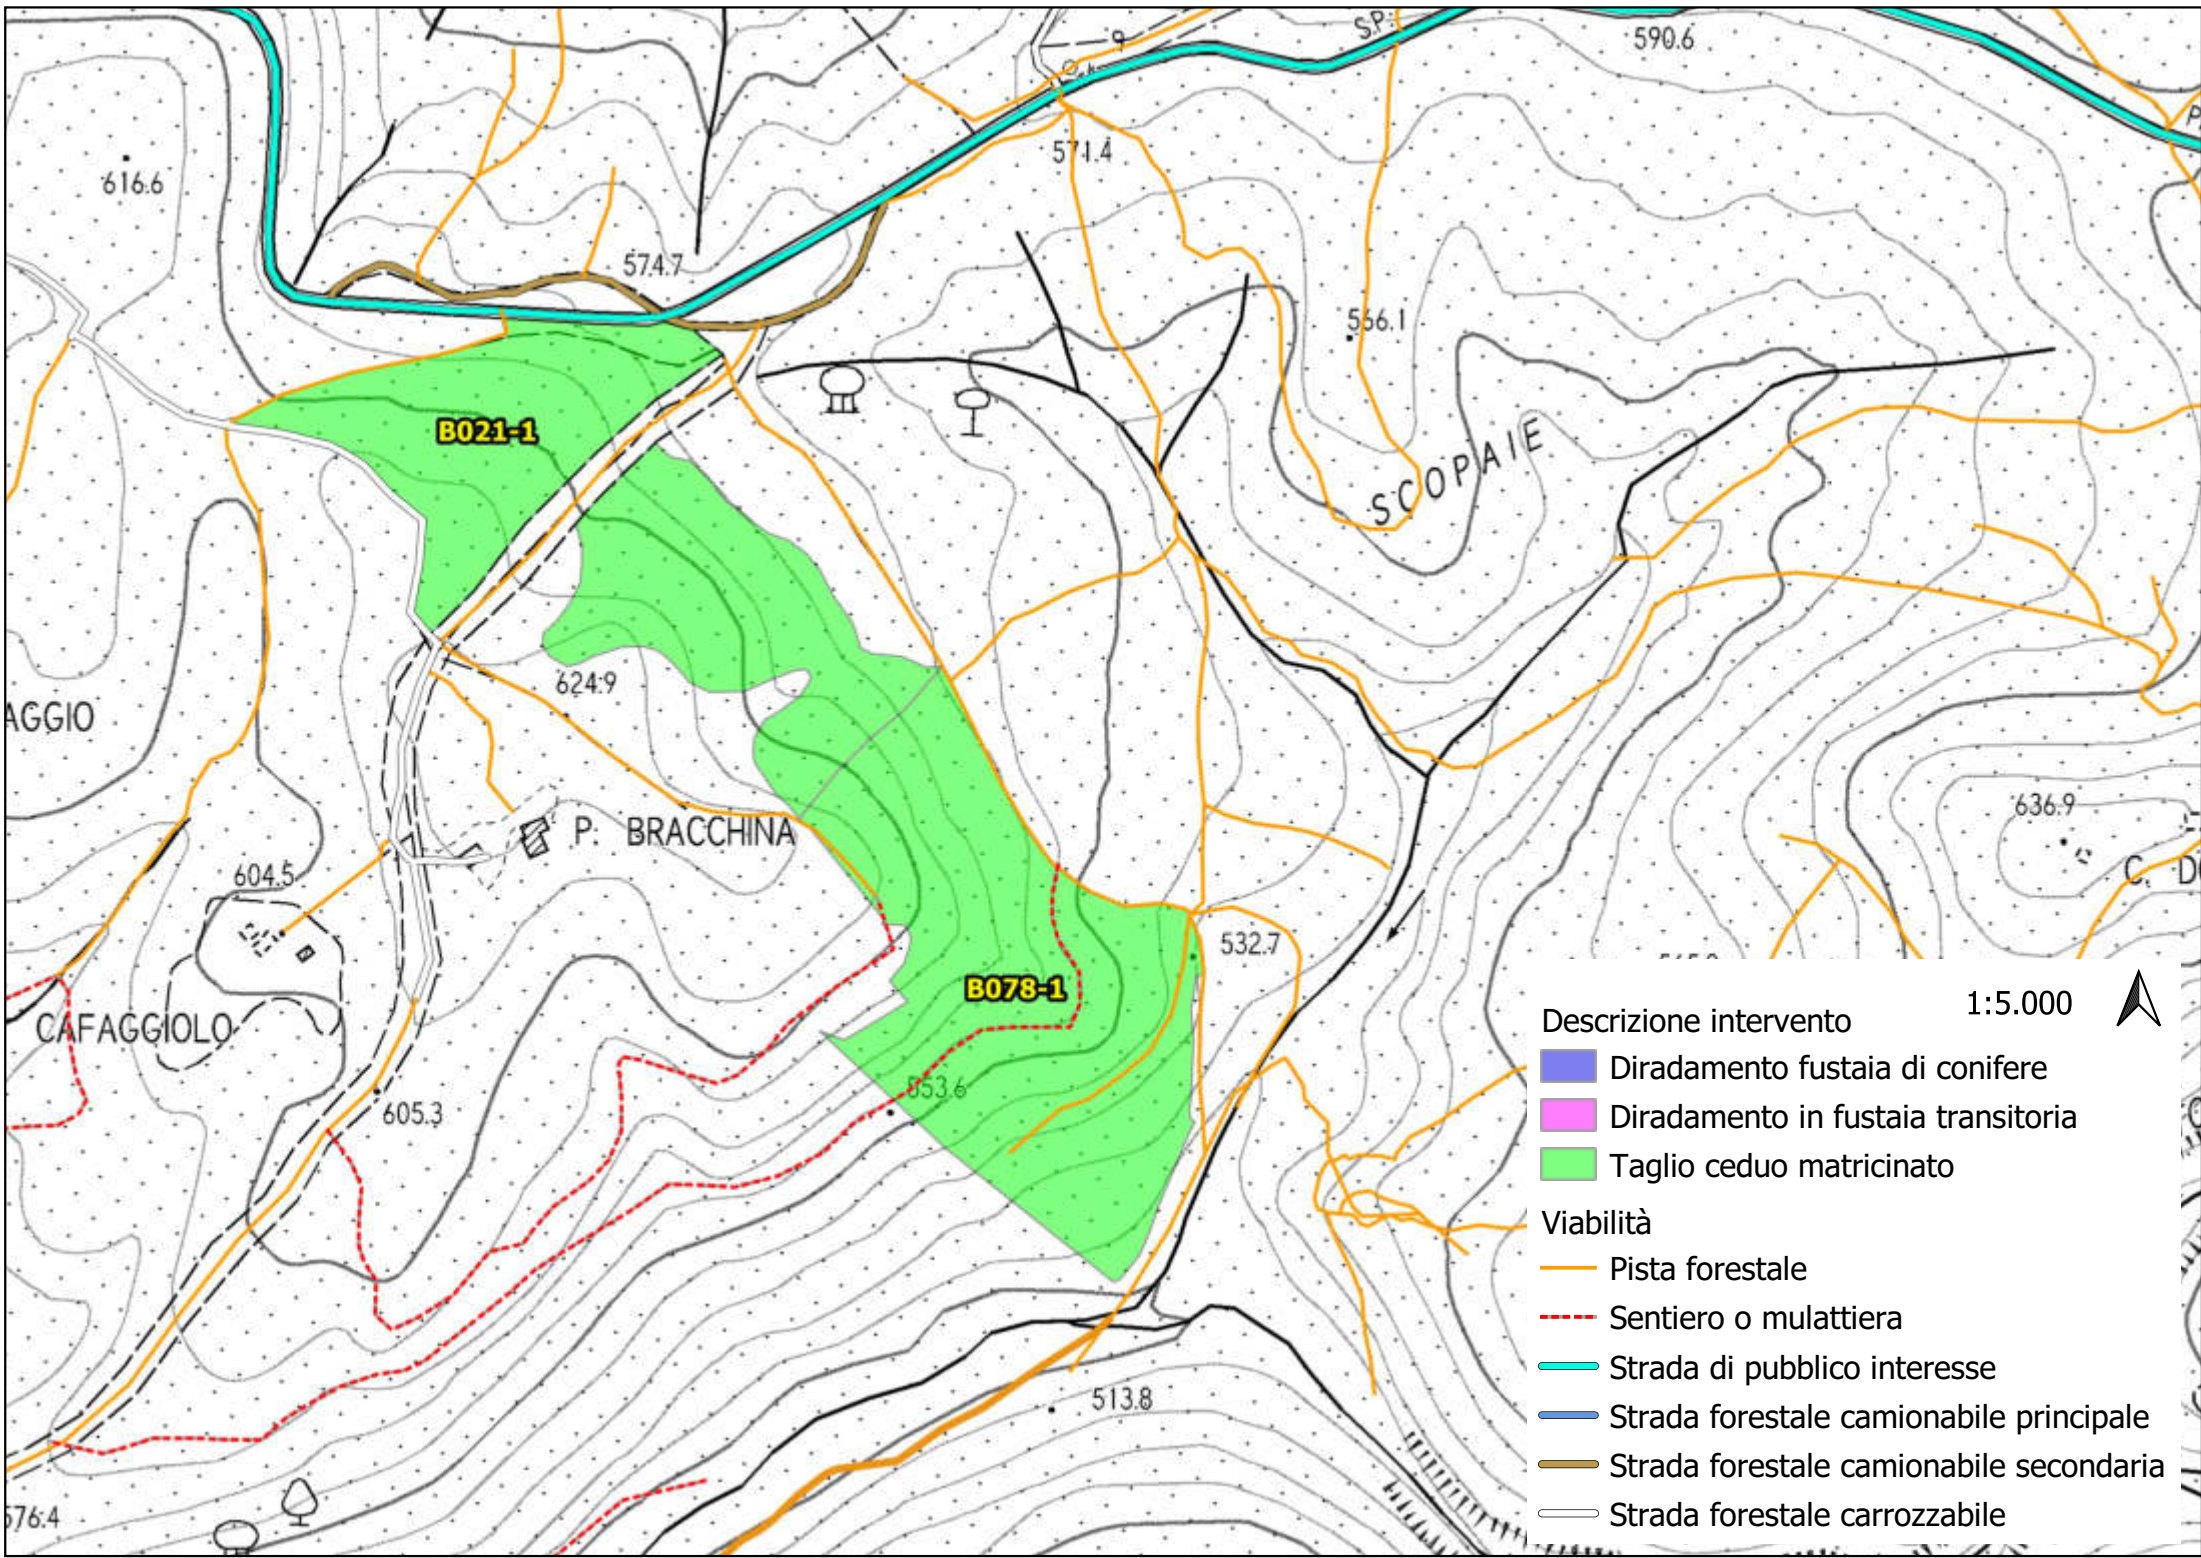 S.P.
590.6
616.6
571.4
574.7
566.1
B021-1
SCOPAIE
624.9
AGGIO
P. BRACCHINA
636.9
C. D
604.5
532.7
B078-1
CAFAGGIOLO
553.6
605.3
513.8
576.4
1:5.000
Descrizione intervento
Diradamento fustaia di conifere
Diradamento in fustaia transitoria
Taglio ceduo matricinato
Viabilità
Pista forestale
Sentiero o mulattiera
Strada di pubblico interesse
Strada forestale camionabile principale
Strada forestale camionabile secondaria
Strada forestale carrozzabile